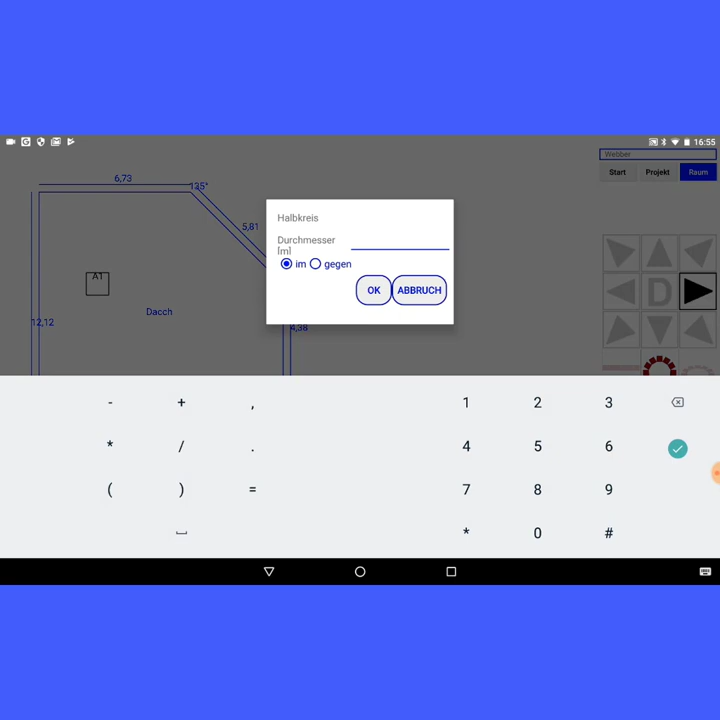 16:55
Webber
Start Projekt Raum
6,73
135°
5,81
A1
Dacch
12,12
4,38
D
Halbkreis
Durchmesser
[m]
im gegen
OK ABBRUCH
- + , 1 2 3
* / . 4 5 6
( ) = 7 8 9
* 0 #